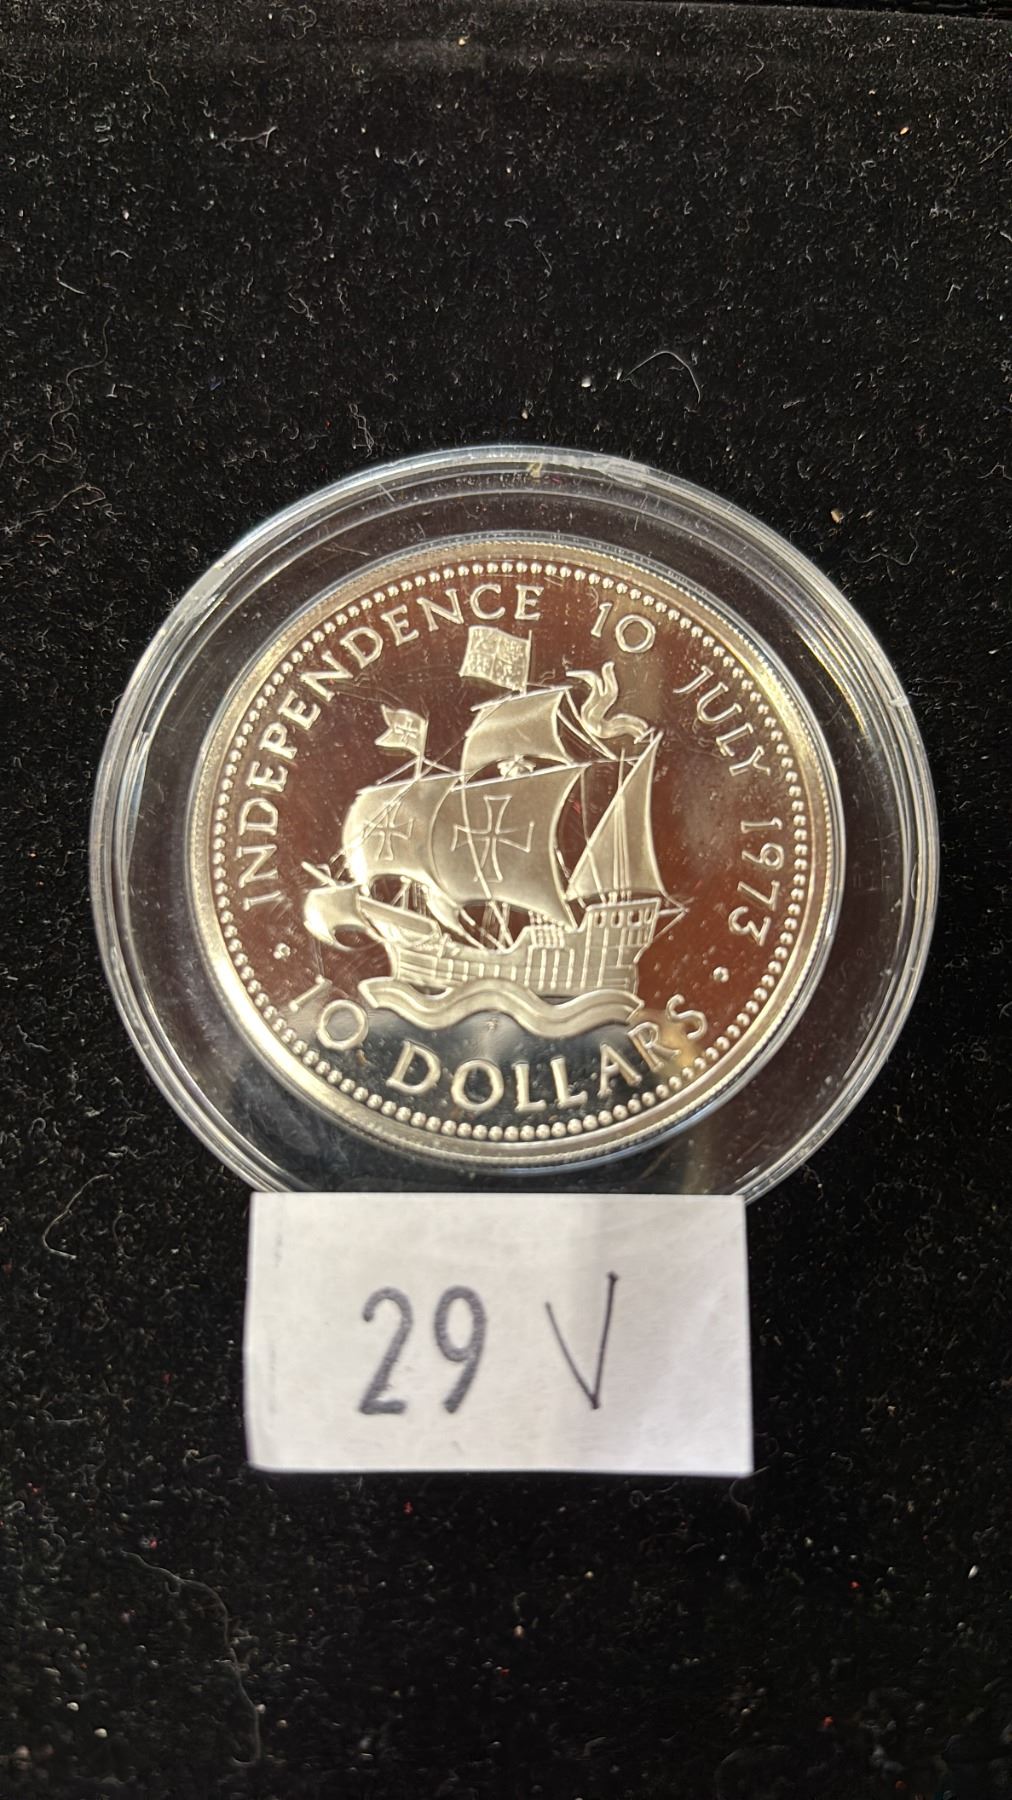 INDEPENDENCE 10 JULY 1973
10 DOLLARS
29 V